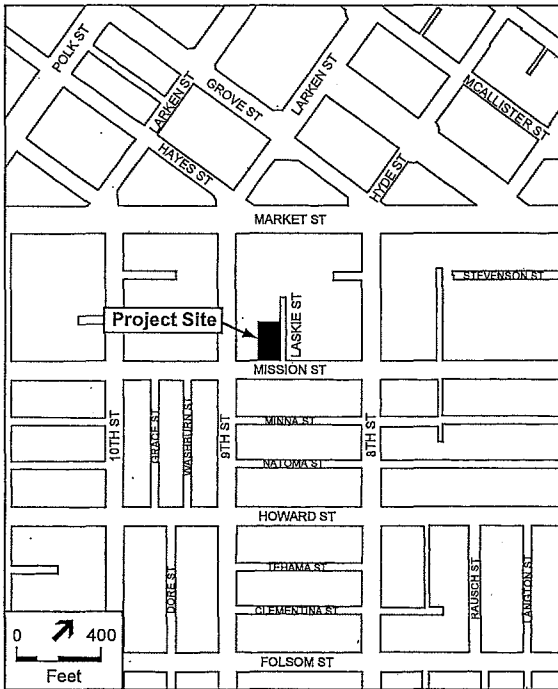 POLK ST
LARKEN ST
GROVE ST
LARKEN ST
MCALLISTER ST
HAYES ST
HYDE ST
MARKET ST
STEVENSON ST
Project Site
LASKIE ST
MISSION ST
10TH ST
GRACE ST
WASHBURN ST
9TH ST
MINNA ST
8TH ST
NATOMA ST
HOWARD ST
DORE ST
TEHAMA ST
CLEMENTINA ST
RAUSCH ST
LANGTON ST
0 400
Feet
FOLSOM ST